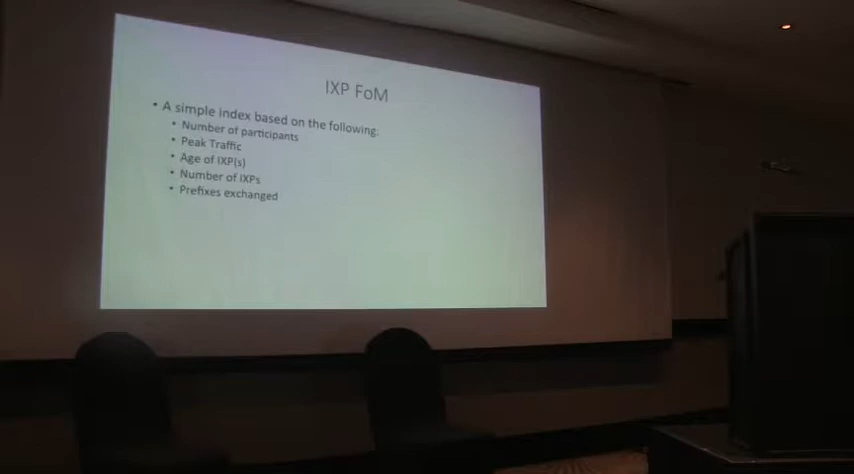 IXP FoM
• A simple index based on the following:
• Number of participants
• Peak Traffic
• Age of IXP(s)
• Number of IXPs
• Prefixes exchanged